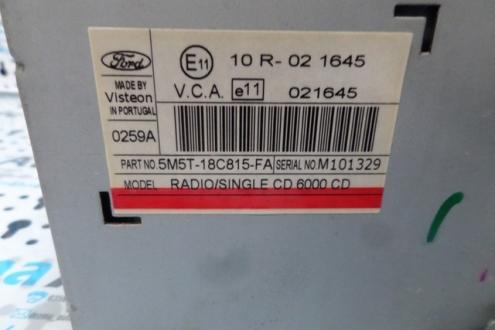 Ford E11 10 R- 02 1645
MADE BY
Visteon
IN PORTUGAL
V.C.A. e11 021645
0259A
PART NO. 5M5T-18C815-FA SERIAL NO. M101329
MODEL RADIO/SINGLE CD 6000 CD